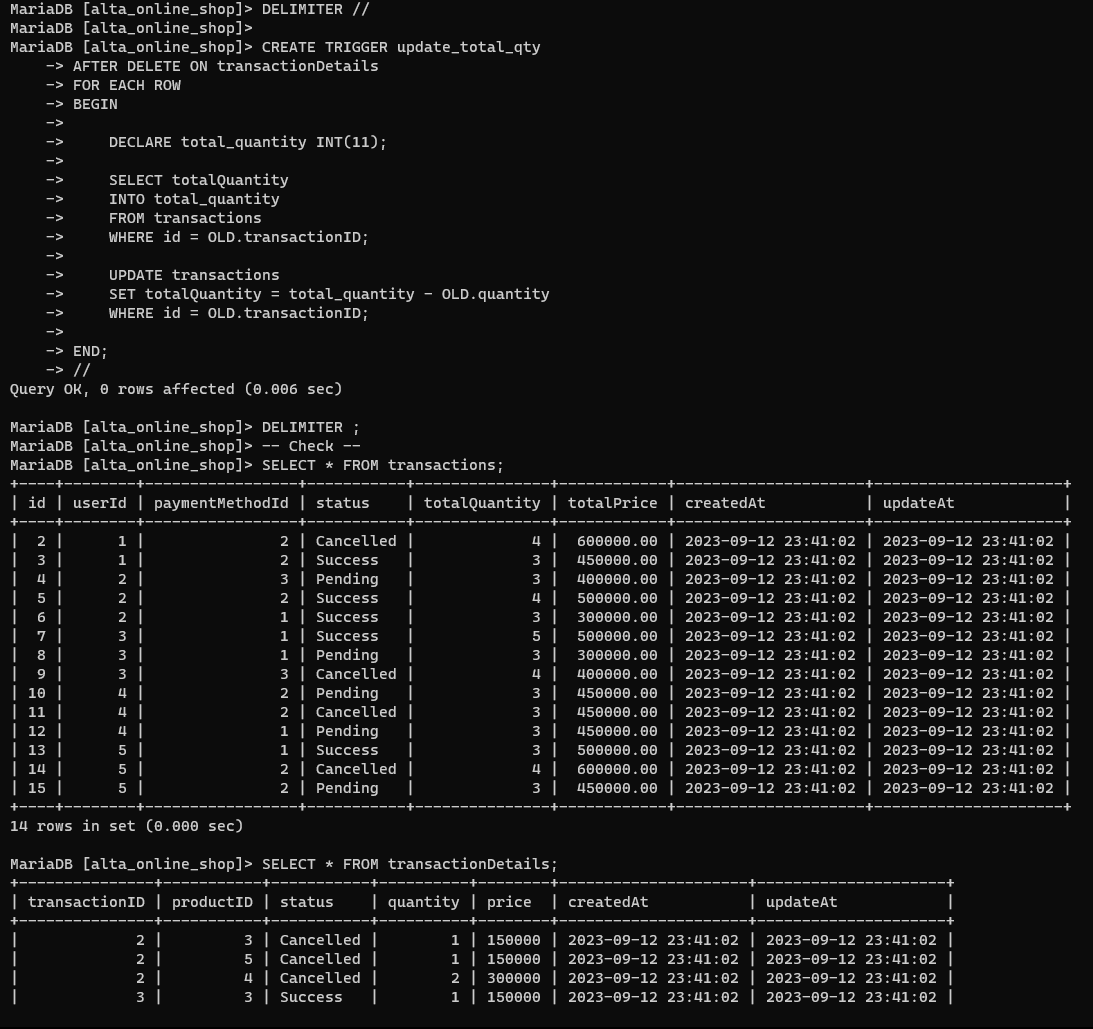 MariaDB [alta_online_shop]> DELIMITER //
MariaDB [alta_online_shop]>
MariaDB [alta_online_shop]> CREATE TRIGGER update_total_qty
    -> AFTER DELETE ON transactionDetails
    -> FOR EACH ROW
    -> BEGIN
    ->
    ->     DECLARE total_quantity INT(11);
    ->
    ->     SELECT totalQuantity
    ->     INTO total_quantity
    ->     FROM transactions
    ->     WHERE id = OLD.transactionID;
    ->
    ->     UPDATE transactions
    ->     SET totalQuantity = total_quantity - OLD.quantity
    ->     WHERE id = OLD.transactionID;
    ->
    -> END;
    -> //
Query OK, 0 rows affected (0.006 sec)

MariaDB [alta_online_shop]> DELIMITER ;
MariaDB [alta_online_shop]> -- Check --
MariaDB [alta_online_shop]> SELECT * FROM transactions;
+----+--------+-----------------+-----------+---------------+------------+---------------------+---------------------+
| id | userId | paymentMethodId | status    | totalQuantity | totalPrice | createdAt           | updateAt            |
+----+--------+-----------------+-----------+---------------+------------+---------------------+---------------------+
|  2 |      1 |               2 | Cancelled |             4 |  600000.00 | 2023-09-12 23:41:02 | 2023-09-12 23:41:02 |
|  3 |      1 |               2 | Success   |             3 |  450000.00 | 2023-09-12 23:41:02 | 2023-09-12 23:41:02 |
|  4 |      2 |               3 | Pending   |             3 |  400000.00 | 2023-09-12 23:41:02 | 2023-09-12 23:41:02 |
|  5 |      2 |               2 | Success   |             4 |  500000.00 | 2023-09-12 23:41:02 | 2023-09-12 23:41:02 |
|  6 |      2 |               1 | Success   |             3 |  300000.00 | 2023-09-12 23:41:02 | 2023-09-12 23:41:02 |
|  7 |      3 |               1 | Success   |             5 |  500000.00 | 2023-09-12 23:41:02 | 2023-09-12 23:41:02 |
|  8 |      3 |               1 | Pending   |             3 |  300000.00 | 2023-09-12 23:41:02 | 2023-09-12 23:41:02 |
|  9 |      3 |               3 | Cancelled |             4 |  400000.00 | 2023-09-12 23:41:02 | 2023-09-12 23:41:02 |
| 10 |      4 |               2 | Pending   |             3 |  450000.00 | 2023-09-12 23:41:02 | 2023-09-12 23:41:02 |
| 11 |      4 |               2 | Cancelled |             3 |  450000.00 | 2023-09-12 23:41:02 | 2023-09-12 23:41:02 |
| 12 |      4 |               1 | Pending   |             3 |  450000.00 | 2023-09-12 23:41:02 | 2023-09-12 23:41:02 |
| 13 |      5 |               1 | Success   |             3 |  500000.00 | 2023-09-12 23:41:02 | 2023-09-12 23:41:02 |
| 14 |      5 |               2 | Cancelled |             4 |  600000.00 | 2023-09-12 23:41:02 | 2023-09-12 23:41:02 |
| 15 |      5 |               2 | Pending   |             3 |  450000.00 | 2023-09-12 23:41:02 | 2023-09-12 23:41:02 |
+----+--------+-----------------+-----------+---------------+------------+---------------------+---------------------+
14 rows in set (0.000 sec)

MariaDB [alta_online_shop]> SELECT * FROM transactionDetails;
+---------------+-----------+-----------+----------+--------+---------------------+---------------------+
| transactionID | productID | status    | quantity | price  | createdAt           | updateAt            |
+---------------+-----------+-----------+----------+--------+---------------------+---------------------+
|             2 |         3 | Cancelled |        1 | 150000 | 2023-09-12 23:41:02 | 2023-09-12 23:41:02 |
|             2 |         5 | Cancelled |        1 | 150000 | 2023-09-12 23:41:02 | 2023-09-12 23:41:02 |
|             2 |         4 | Cancelled |        2 | 300000 | 2023-09-12 23:41:02 | 2023-09-12 23:41:02 |
|             3 |         3 | Success   |        1 | 150000 | 2023-09-12 23:41:02 | 2023-09-12 23:41:02 |